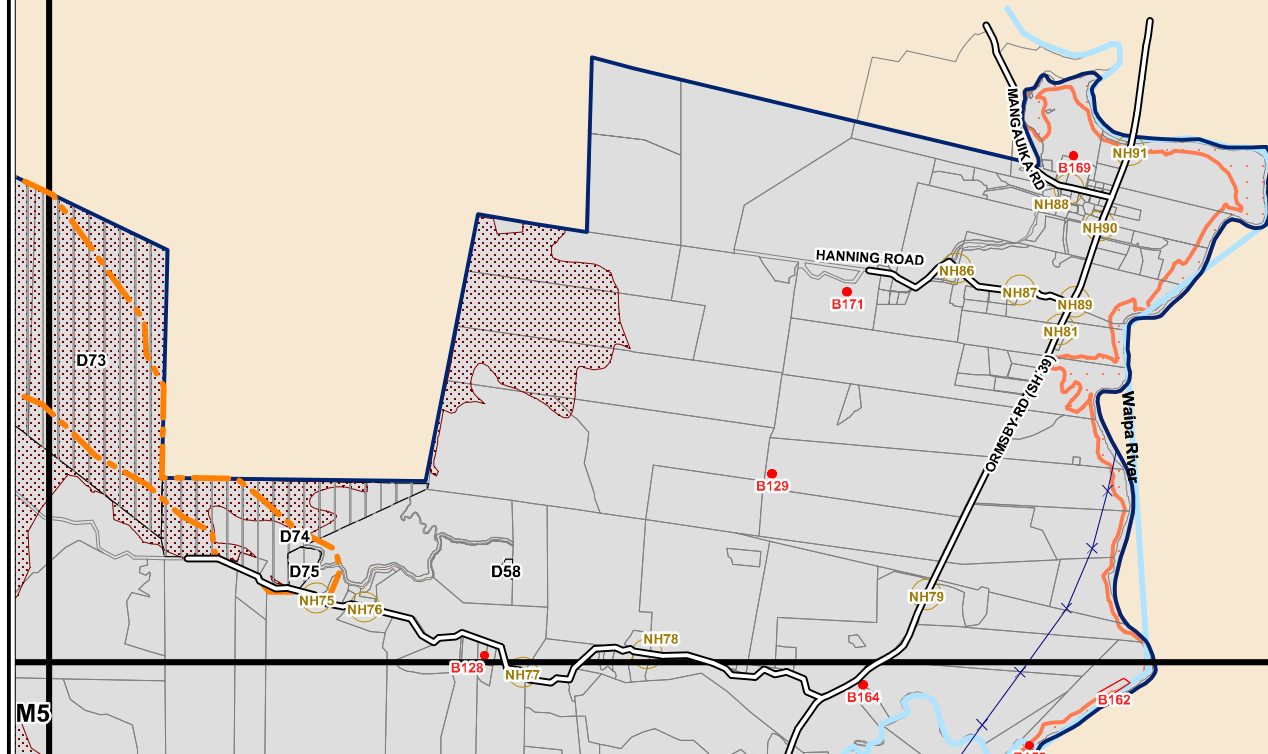 MANGAUIKA RD
NH91
B169
NH88
NH90
HANNING ROAD
NH86
NH87
B171
NH89
NH81
D73
ORMSBY RD (SH 39)
Waipa River
B129
D74
D75
D58
NH75
NH76
NH79
NH78
B128
NH77
B164
B162
M5